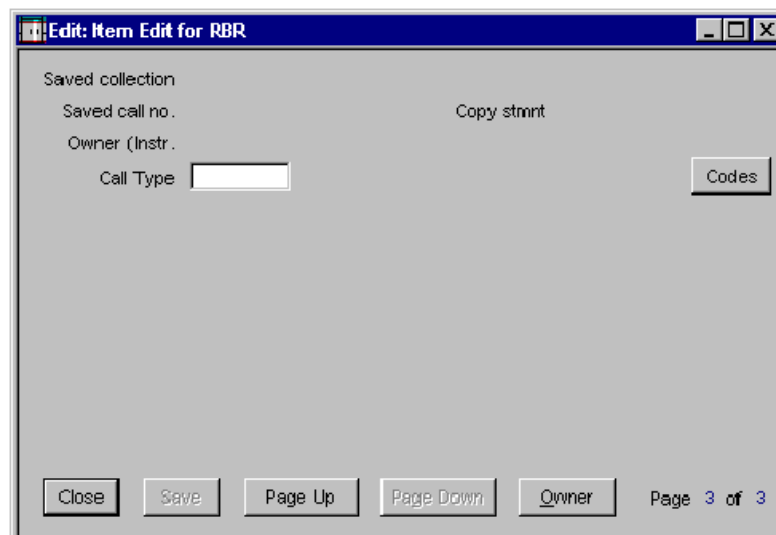 Edit: Item Edit for RBR
Saved collection
Saved call no. Copy stmnt
Owner (Instr.
Call Type Codes
Close Save Page Up Page Down Owner Page 3 of 3